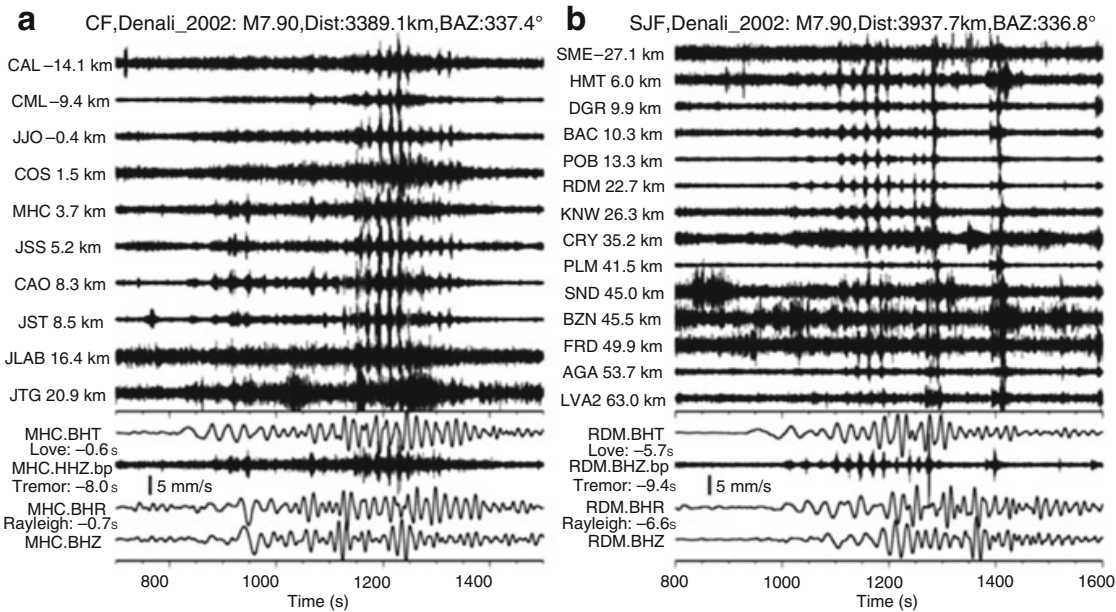 a
CF,Denali_2002: M7.90,Dist:3389.1km,BAZ:337.4°
CAL −14.1 km
CML −9.4 km
JJO −0.4 km
COS 1.5 km
MHC 3.7 km
JSS 5.2 km
CAO 8.3 km
JST 8.5 km
JLAB 16.4 km
JTG 20.9 km
MHC.BHT
Love: −0.6 s
MHC.HHZ.bp
Tremor: −8.0 s
5 mm/s
MHC.BHR
Rayleigh: −0.7 s
MHC.BHZ
800 1000 1200 1400
Time (s)
b
SJF,Denali_2002: M7.90,Dist:3937.7km,BAZ:336.8°
SME −27.1 km
HMT 6.0 km
DGR 9.9 km
BAC 10.3 km
POB 13.3 km
RDM 22.7 km
KNW 26.3 km
CRY 35.2 km
PLM 41.5 km
SND 45.0 km
BZN 45.5 km
FRD 49.9 km
AGA 53.7 km
LVA2 63.0 km
RDM.BHT
Love: −5.7 s
RDM.BHZ.bp
Tremor: −9.4 s
5 mm/s
RDM.BHR
Rayleigh: −6.6 s
RDM.BHZ
800 1000 1200 1400 1600
Time (s)